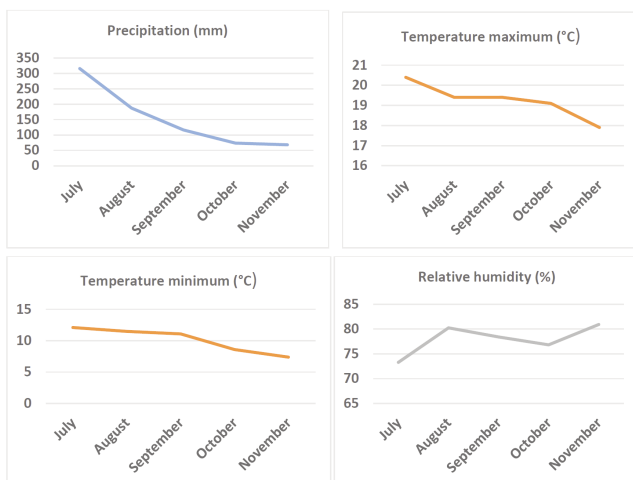 Precipitation (mm)
350
300
250
200
150
100
50
0
July
August
September
October
November
Temperature maximum (°C)
21
20
19
18
17
16
July
August
September
October
November
Temperature minimum (°C)
15
10
5
0
July
August
September
October
November
Relative humidity (%)
85
80
75
70
65
July
August
September
October
November